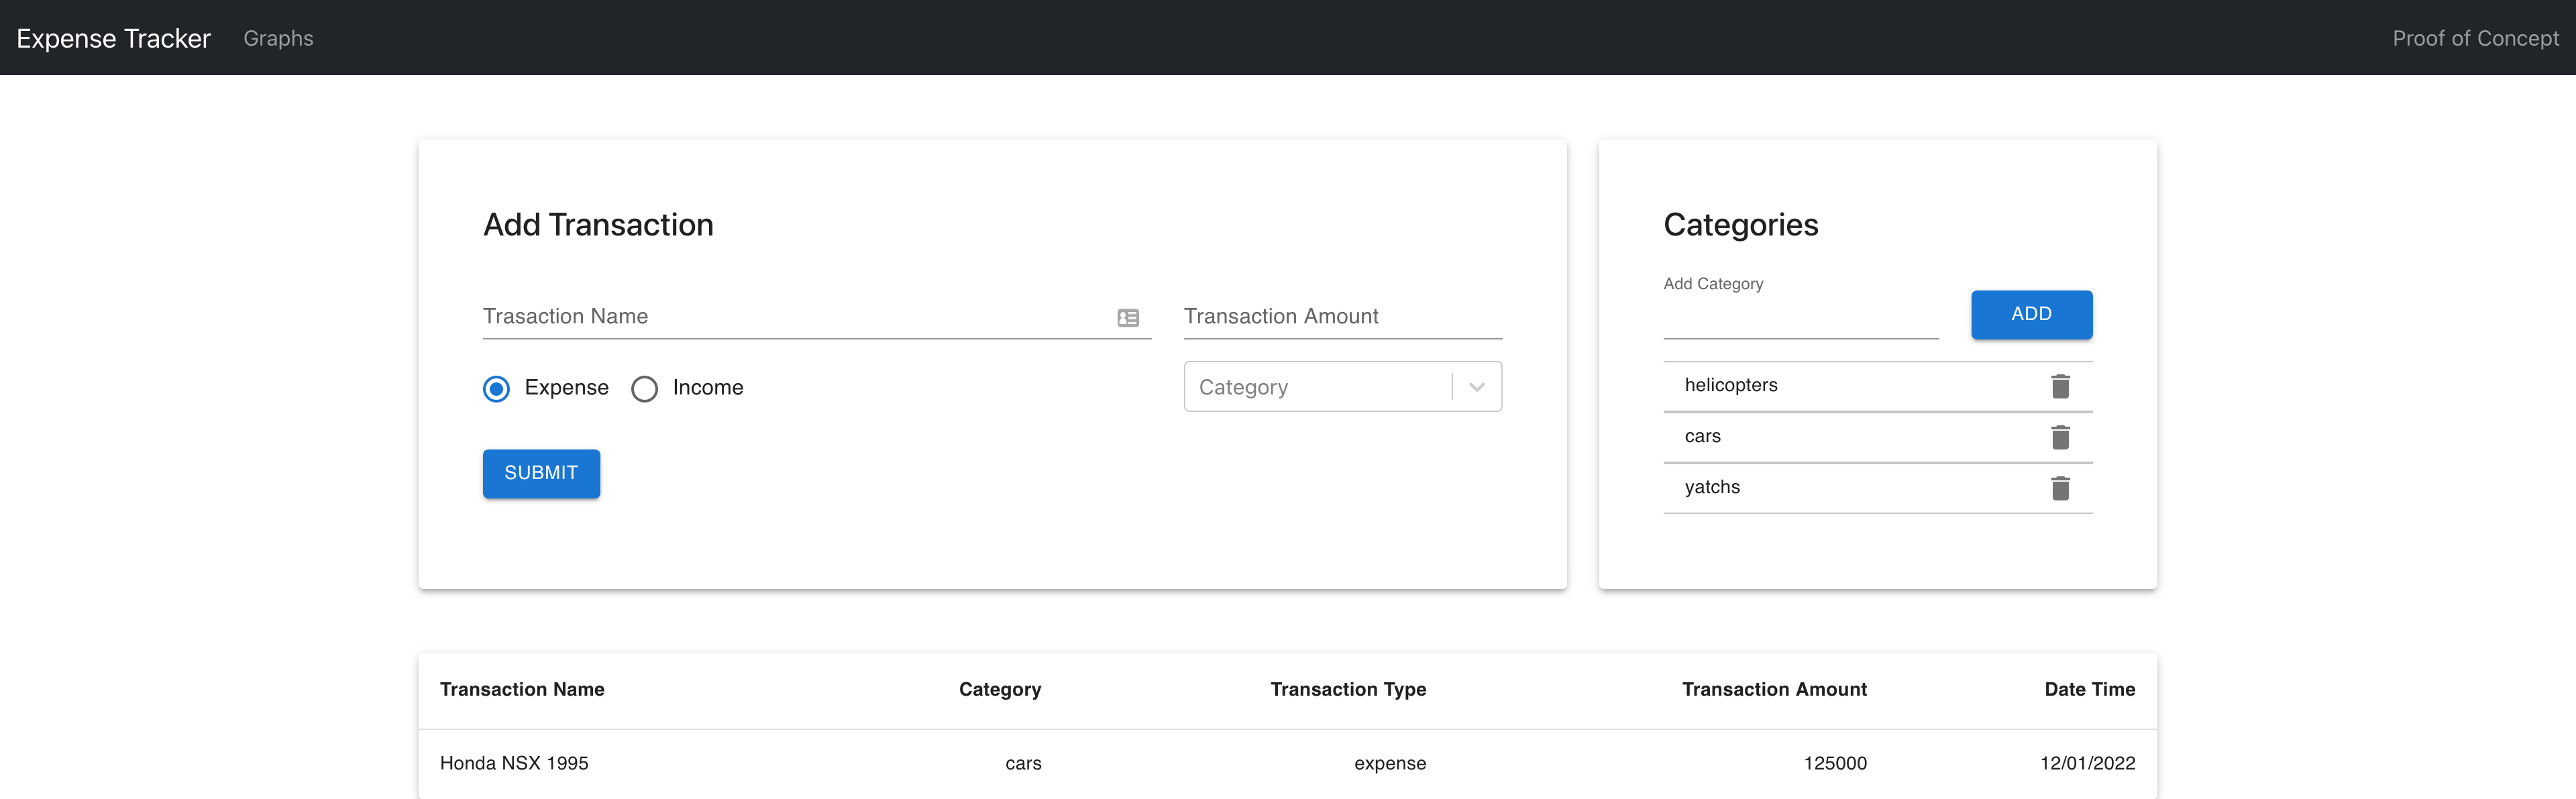 Expense Tracker Graphs Proof of Concept
Add Transaction
Trasaction Name Transaction Amount
Expense Income Category
SUBMIT
Categories
Add Category
ADD
helicopters
cars
yatchs
Transaction Name Category Transaction Type Transaction Amount Date Time
Honda NSX 1995 cars expense 125000 12/01/2022